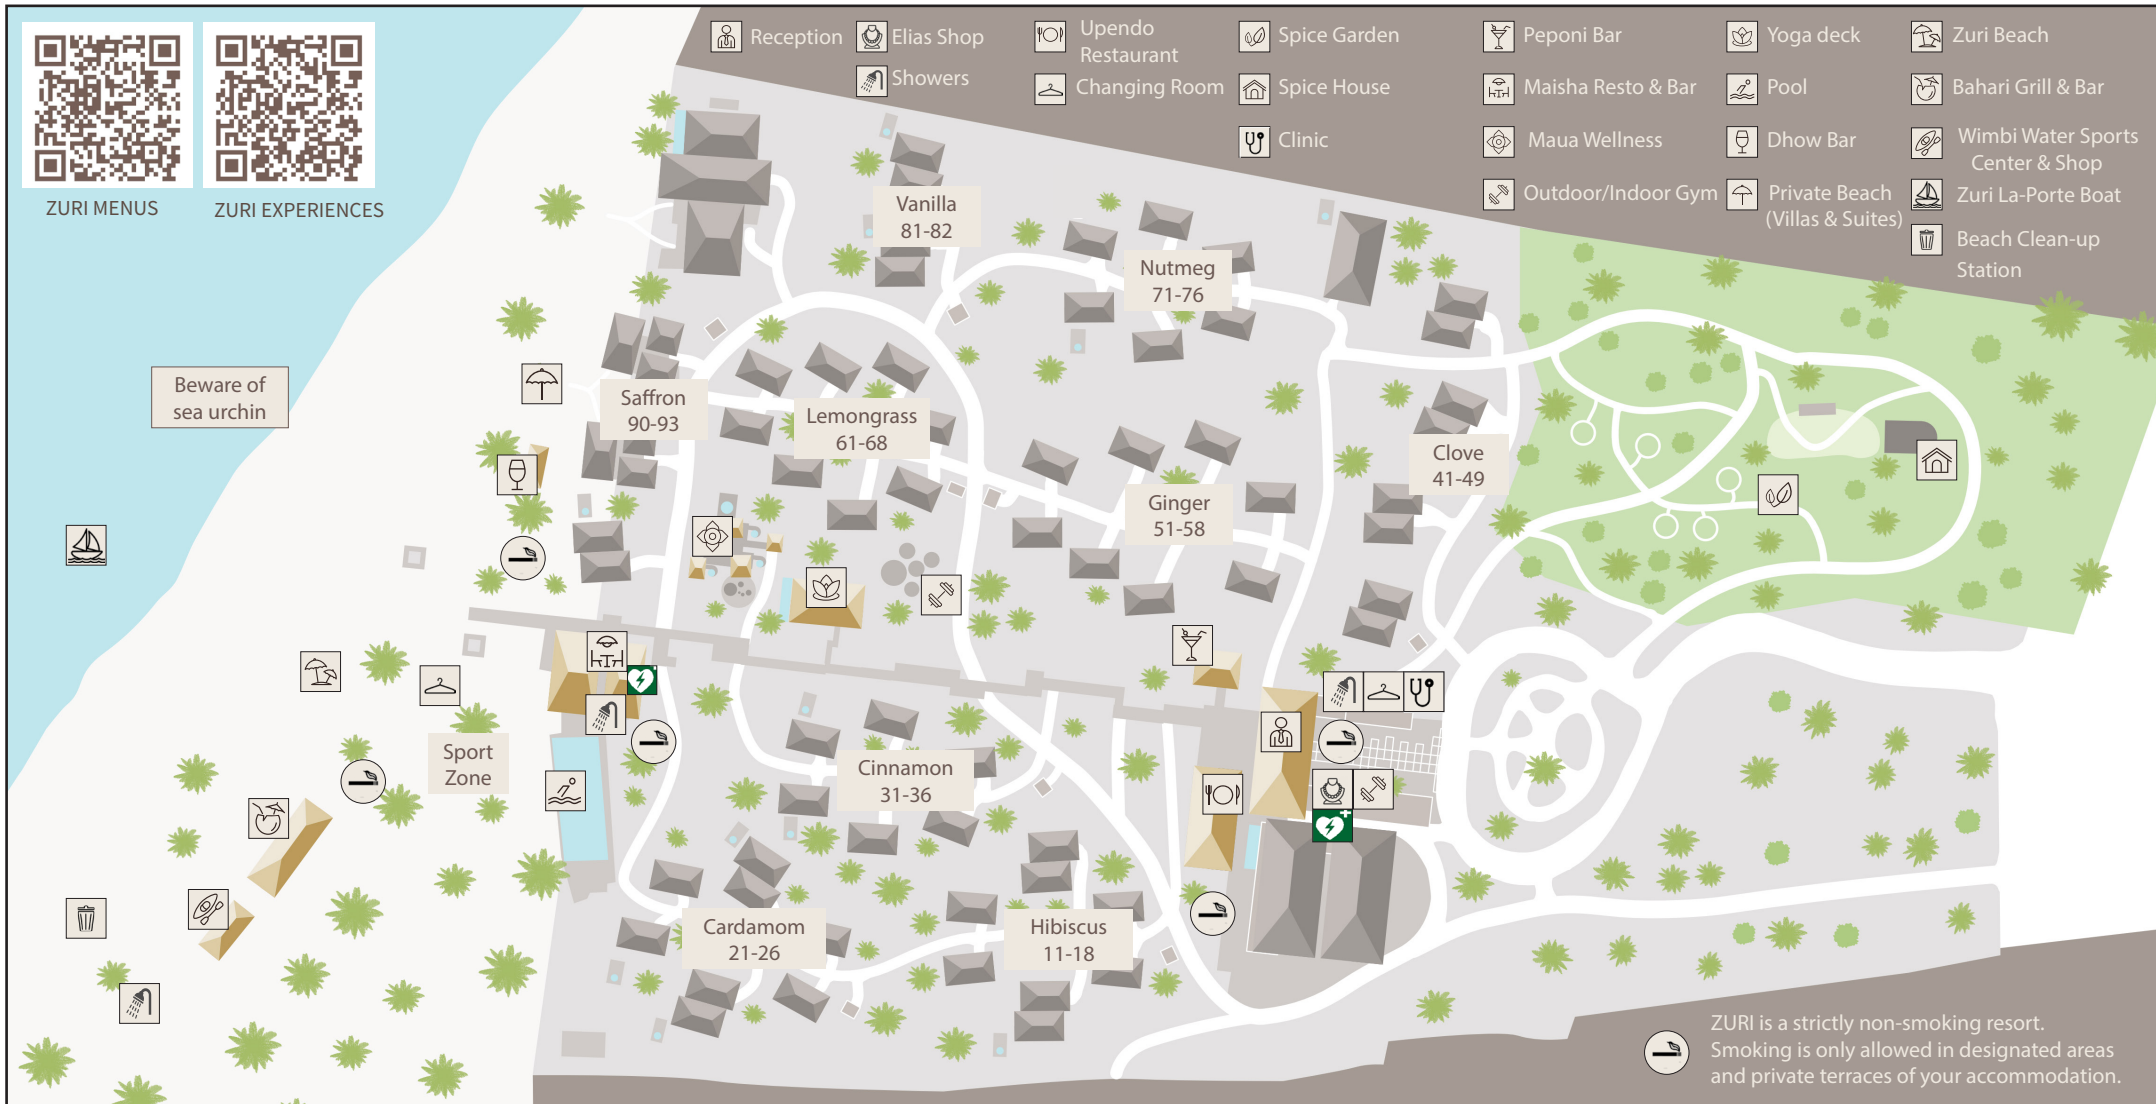 ZURI MENUS
ZURI EXPERIENCES
Reception
Elias Shop
Showers
Upendo
Restaurant
Changing Room
Spice Garden
Spice House
Clinic
Peponi Bar
Maisha Resto & Bar
Maua Wellness
Outdoor/Indoor Gym
Yoga deck
Pool
Dhow Bar
Private Beach
(Villas & Suites)
Zuri Beach
Bahari Grill & Bar
Wimbi Water Sports
Center & Shop
Zuri La-Porte Boat
Beach Clean-up
Station
Vanilla
81-82
Nutmeg
71-76
Beware of
sea urchin
Saffron
90-93
Lemongrass
61-68
Clove
41-49
Ginger
51-58
Sport
Zone
Cinnamon
31-36
Cardamom
21-26
Hibiscus
11-18
ZURI is a strictly non-smoking resort.
Smoking is only allowed in designated areas
and private terraces of your accommodation.